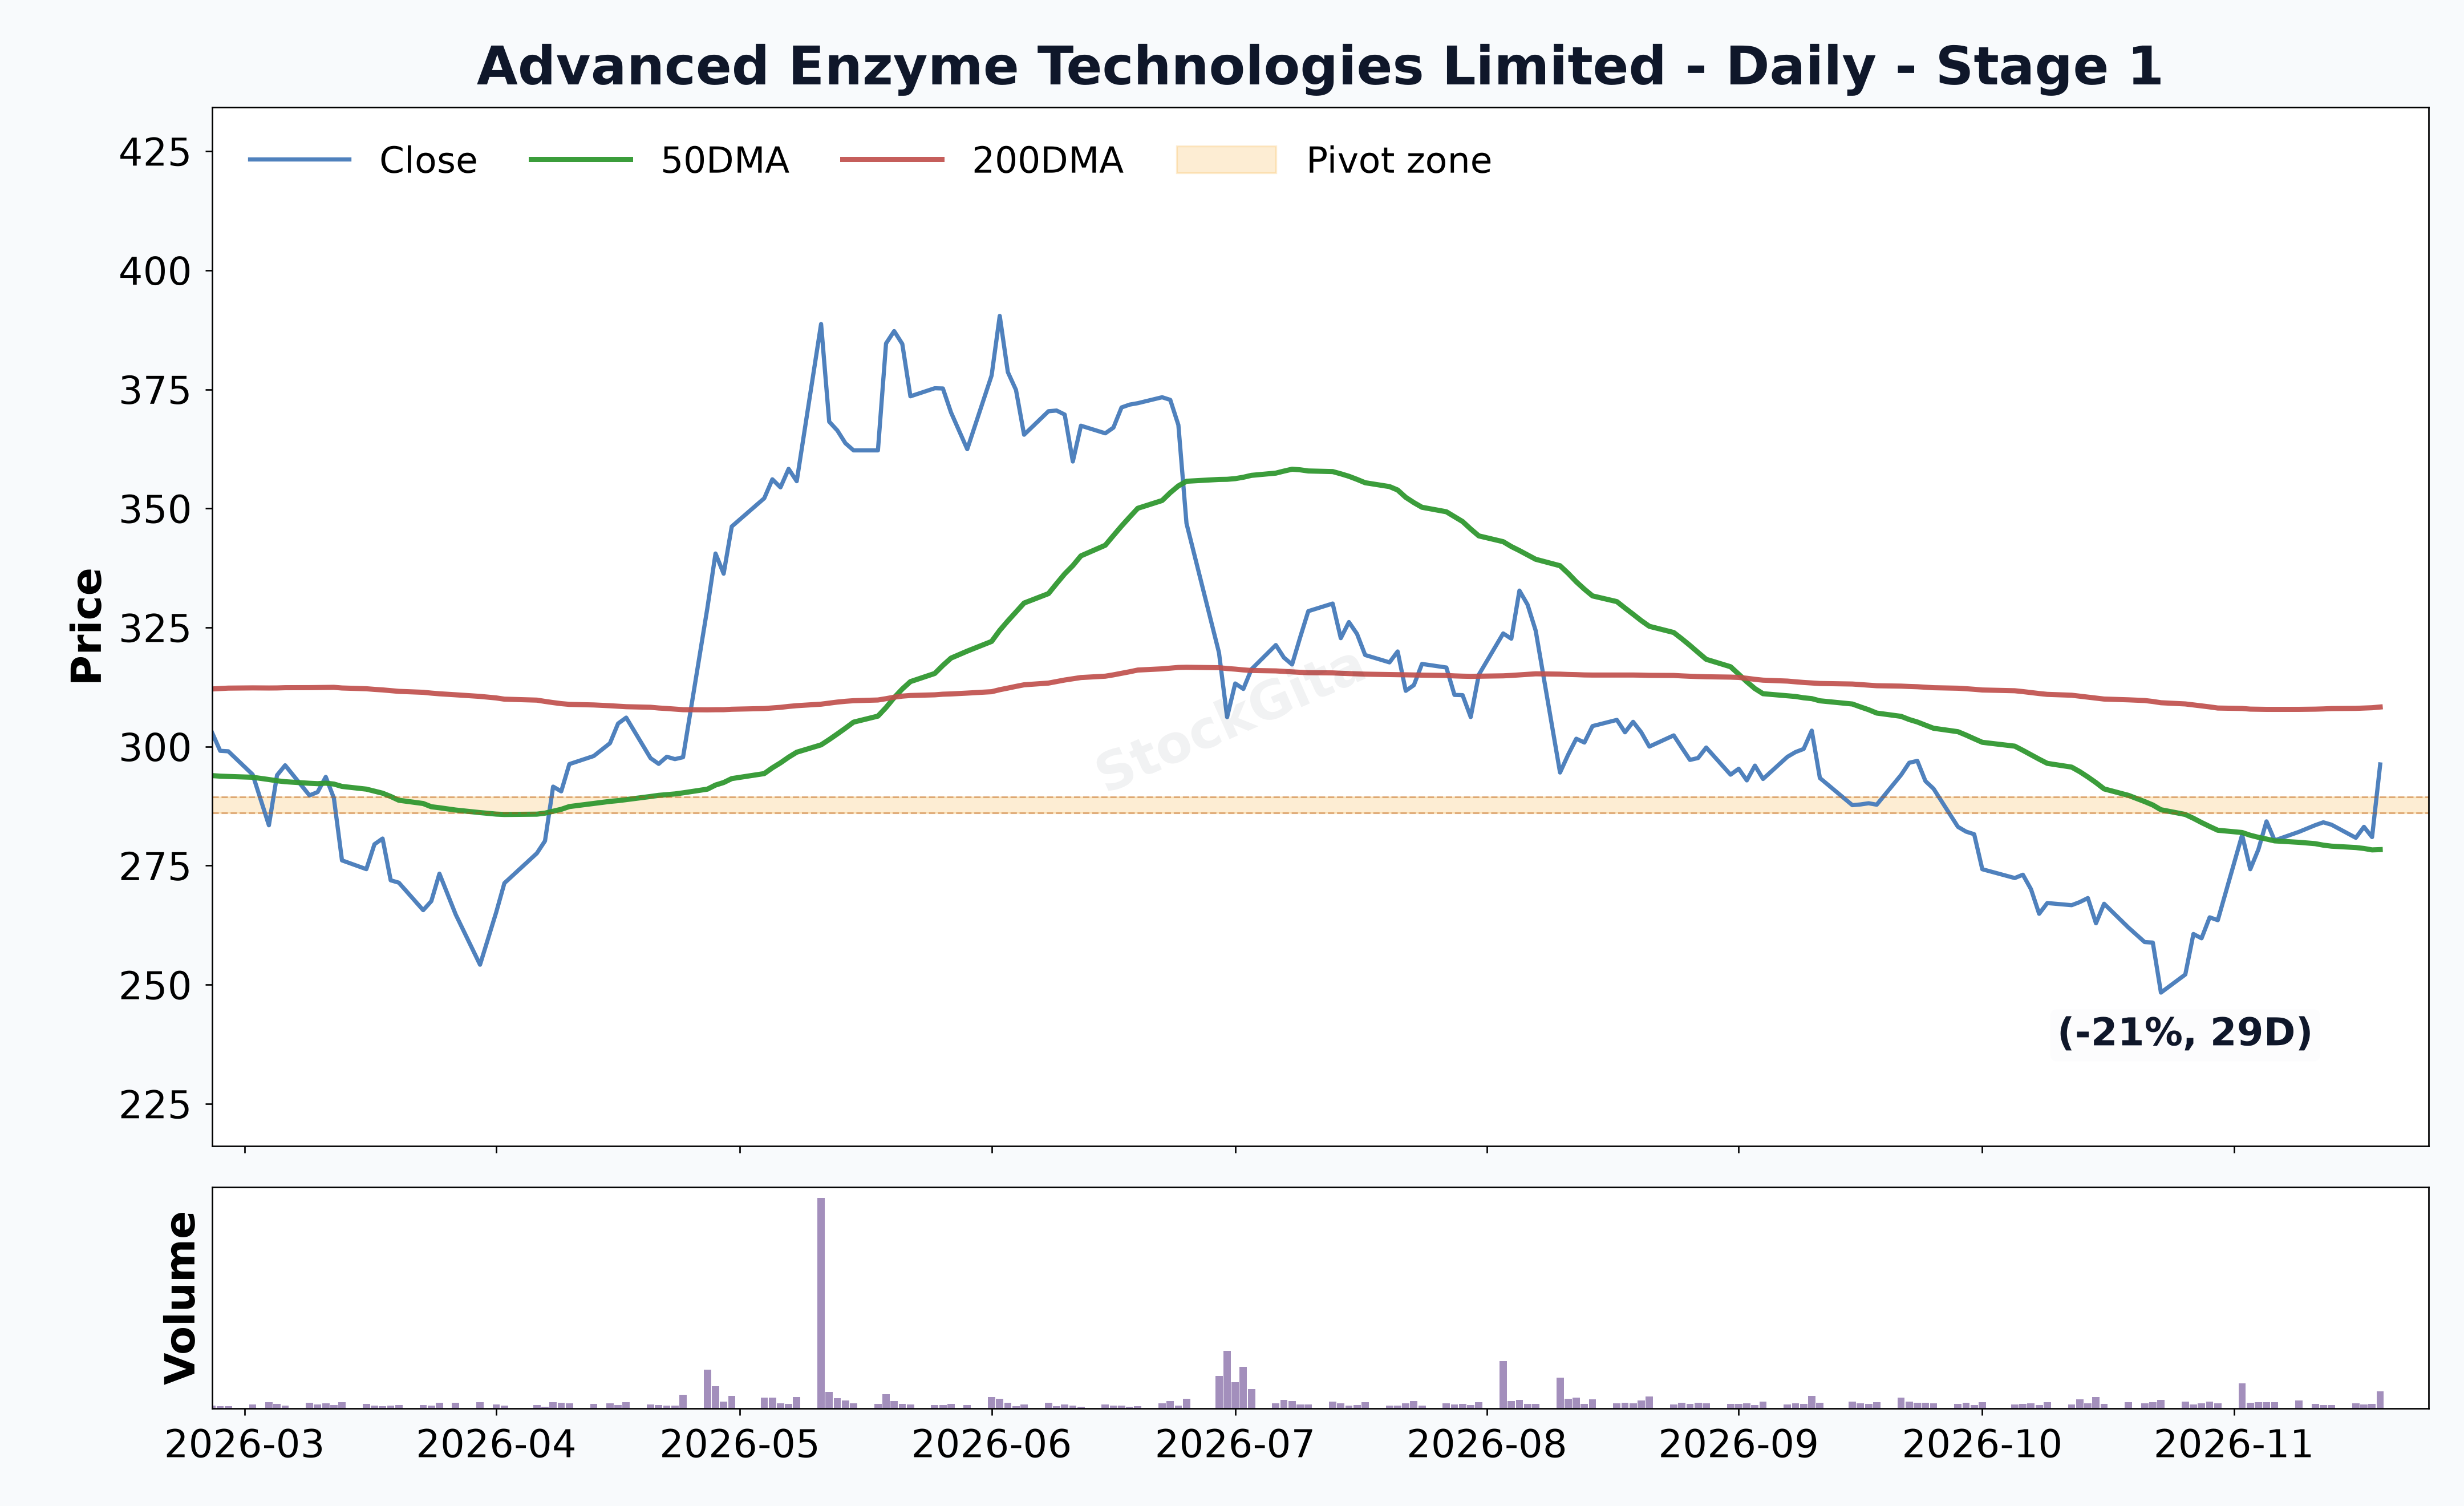 Advanced Enzyme Technologies Limited - Daily - Stage 1
Close 50DMA 200DMA Pivot zone
425
400
375
350
325
300
275
250
225
Price
StockGita
(-21%, 29D)
Volume
2026-03 2026-04 2026-05 2026-06 2026-07 2026-08 2026-09 2026-10 2026-11